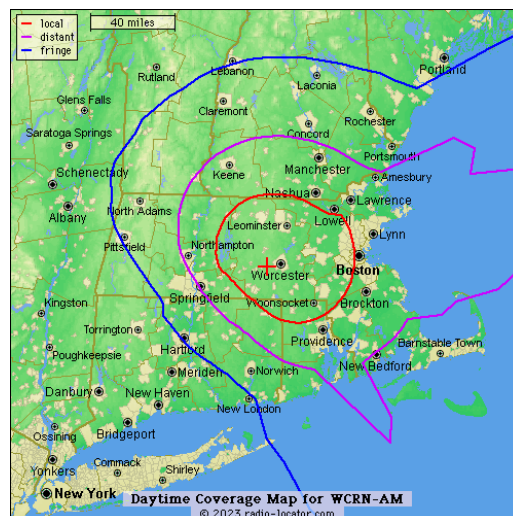 local
distant
fringe
40 miles
Portland
Rutland
Lebanon
Laconia
Glens Falls
Claremont
Rochester
Saratoga Springs
Concord
Portsmouth
Schenectady
Keene
Manchester
Amesbury
Nashua
Albany
North Adams
Lowell
Lawrence
Leominster
Lynn
Pittsfield
Northampton
Boston
Worcester
Springfield
Woonsocket
Brockton
Kingston
Torrington
Hartford
Providence
Barnstable Town
Poughkeepsie
New Bedford
Meriden
Norwich
Danbury
New Haven
New London
Ossining
Bridgeport
Yonkers
Commack
Shirley
New York
Daytime Coverage Map for WCRN-AM
© 2023 radio-locator.com